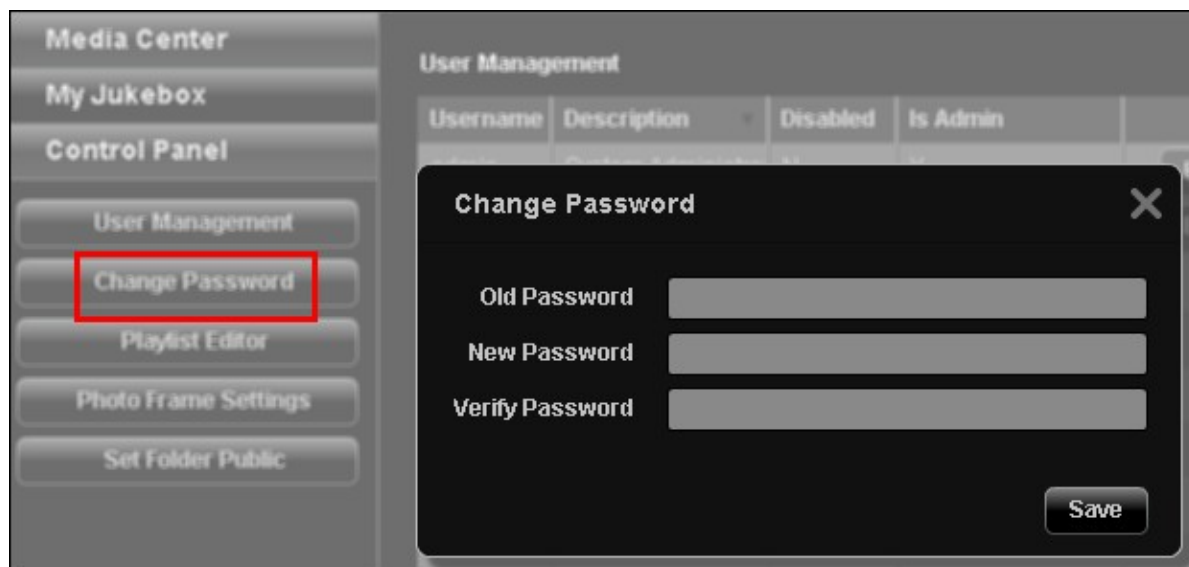 Media Center
My Jukebox
Control Panel
User Management
Change Password
Playlist Editor
Photo Frame Settings
Set Folder Public
User Management
Username Description Disabled Is Admin
Change Password
Old Password
New Password
Verify Password
Save